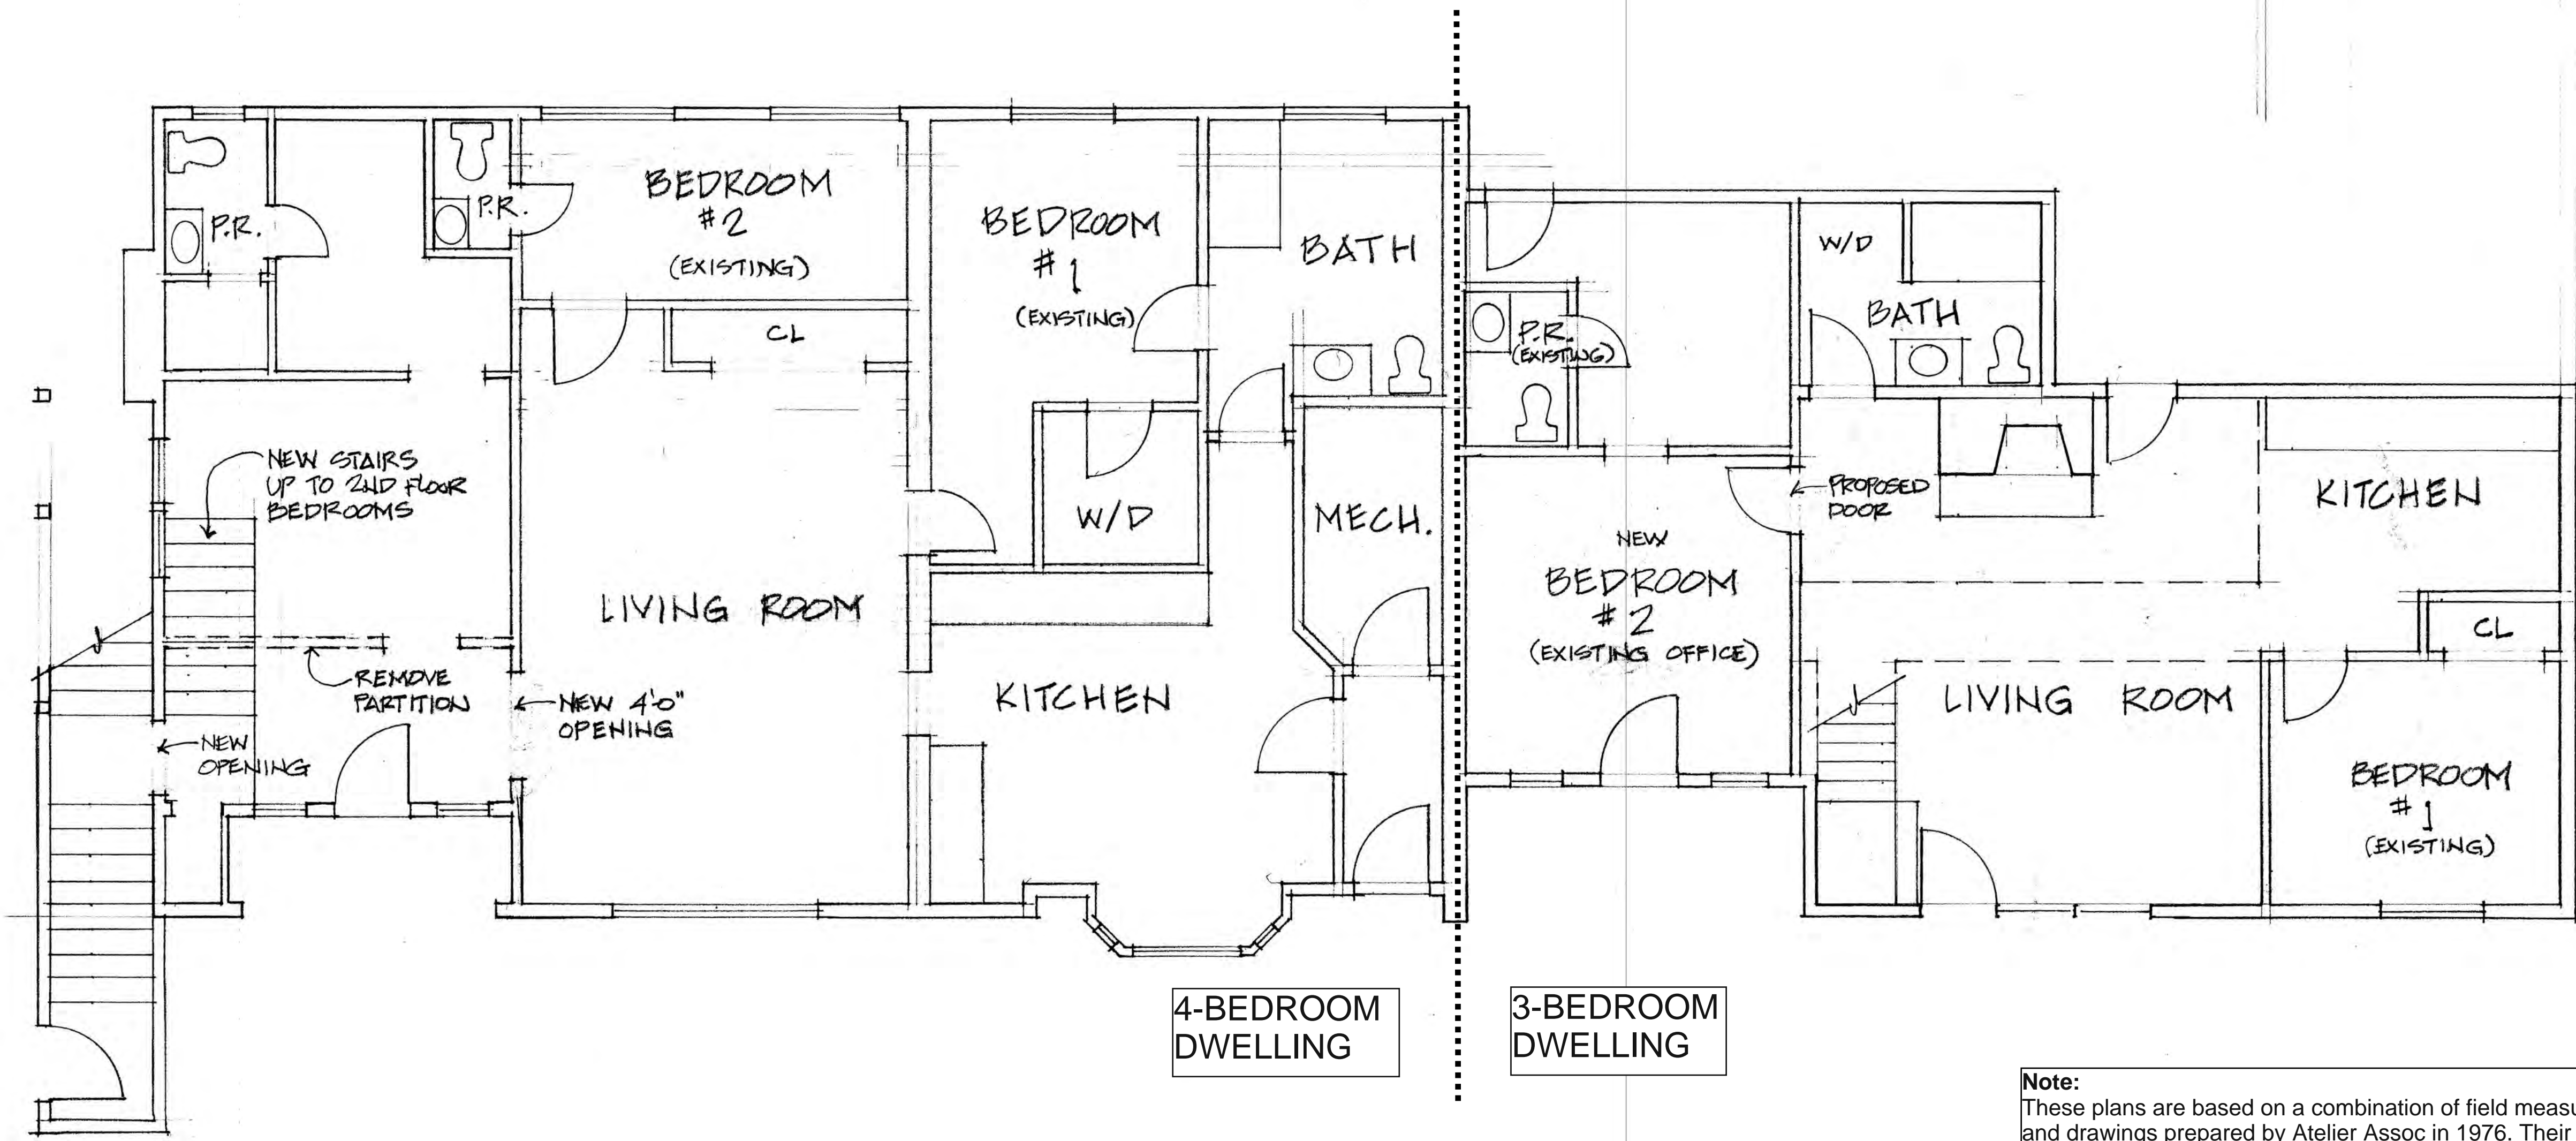 P.R.
P.R.
BEDROOM
#2
(EXISTING)
CL
BEDROOM
#1
(EXISTING)
BATH
P.R.
(EXISTING)
W/D
BATH
NEW STAIRS
UP TO 2ND FLOOR
BEDROOMS
LIVING ROOM
W/D
MECH.
NEW
BEDROOM
#2
(EXISTING OFFICE)
PROPOSED
DOOR
KITCHEN
CL
REMOVE
PARTITION
NEW
OPENING
NEW 4'0"
OPENING
KITCHEN
LIVING ROOM
BEDROOM
#1
(EXISTING)
4-BEDROOM
DWELLING
3-BEDROOM
DWELLING
Note:
These plans are based on a combination of field measu
and drawings prepared by Atelier Assoc in 1976. Their